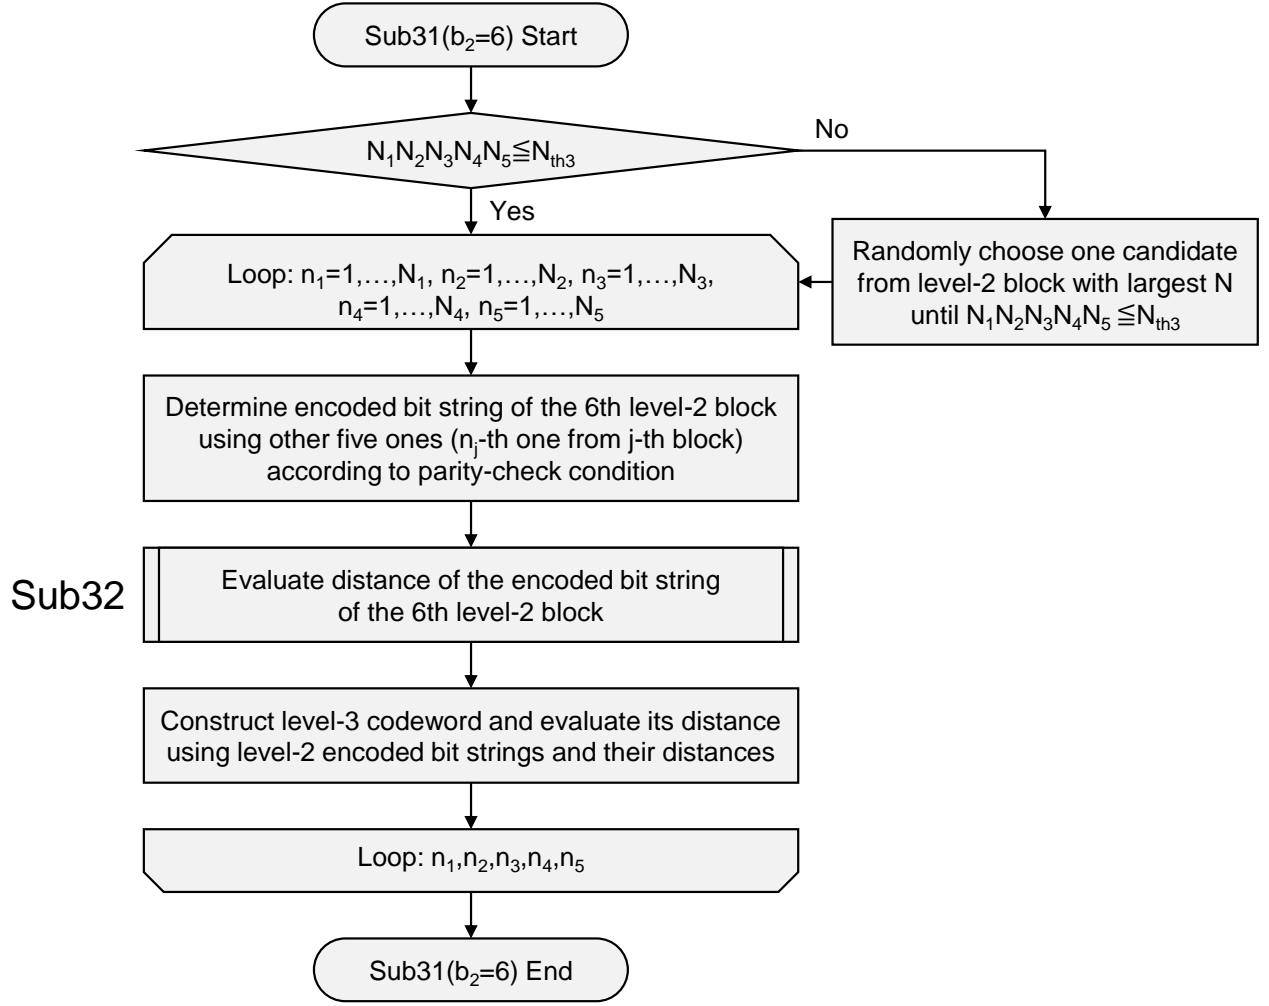 Sub31(b₂=6) Start
N₁N₂N₃N₄N₅≦Nₜₕ₃
No
Yes
Randomly choose one candidate
from level-2 block with largest N
until N₁N₂N₃N₄N₅ ≦Nₜₕ₃
Loop: n₁=1,…,N₁, n₂=1,…,N₂, n₃=1,…,N₃,
n₄=1,…,N₄, n₅=1,…,N₅
Determine encoded bit string of the 6th level-2 block
using other five ones (nⱼ-th one from j-th block)
according to parity-check condition
Sub32
Evaluate distance of the encoded bit string
of the 6th level-2 block
Construct level-3 codeword and evaluate its distance
using level-2 encoded bit strings and their distances
Loop: n₁,n₂,n₃,n₄,n₅
Sub31(b₂=6) End